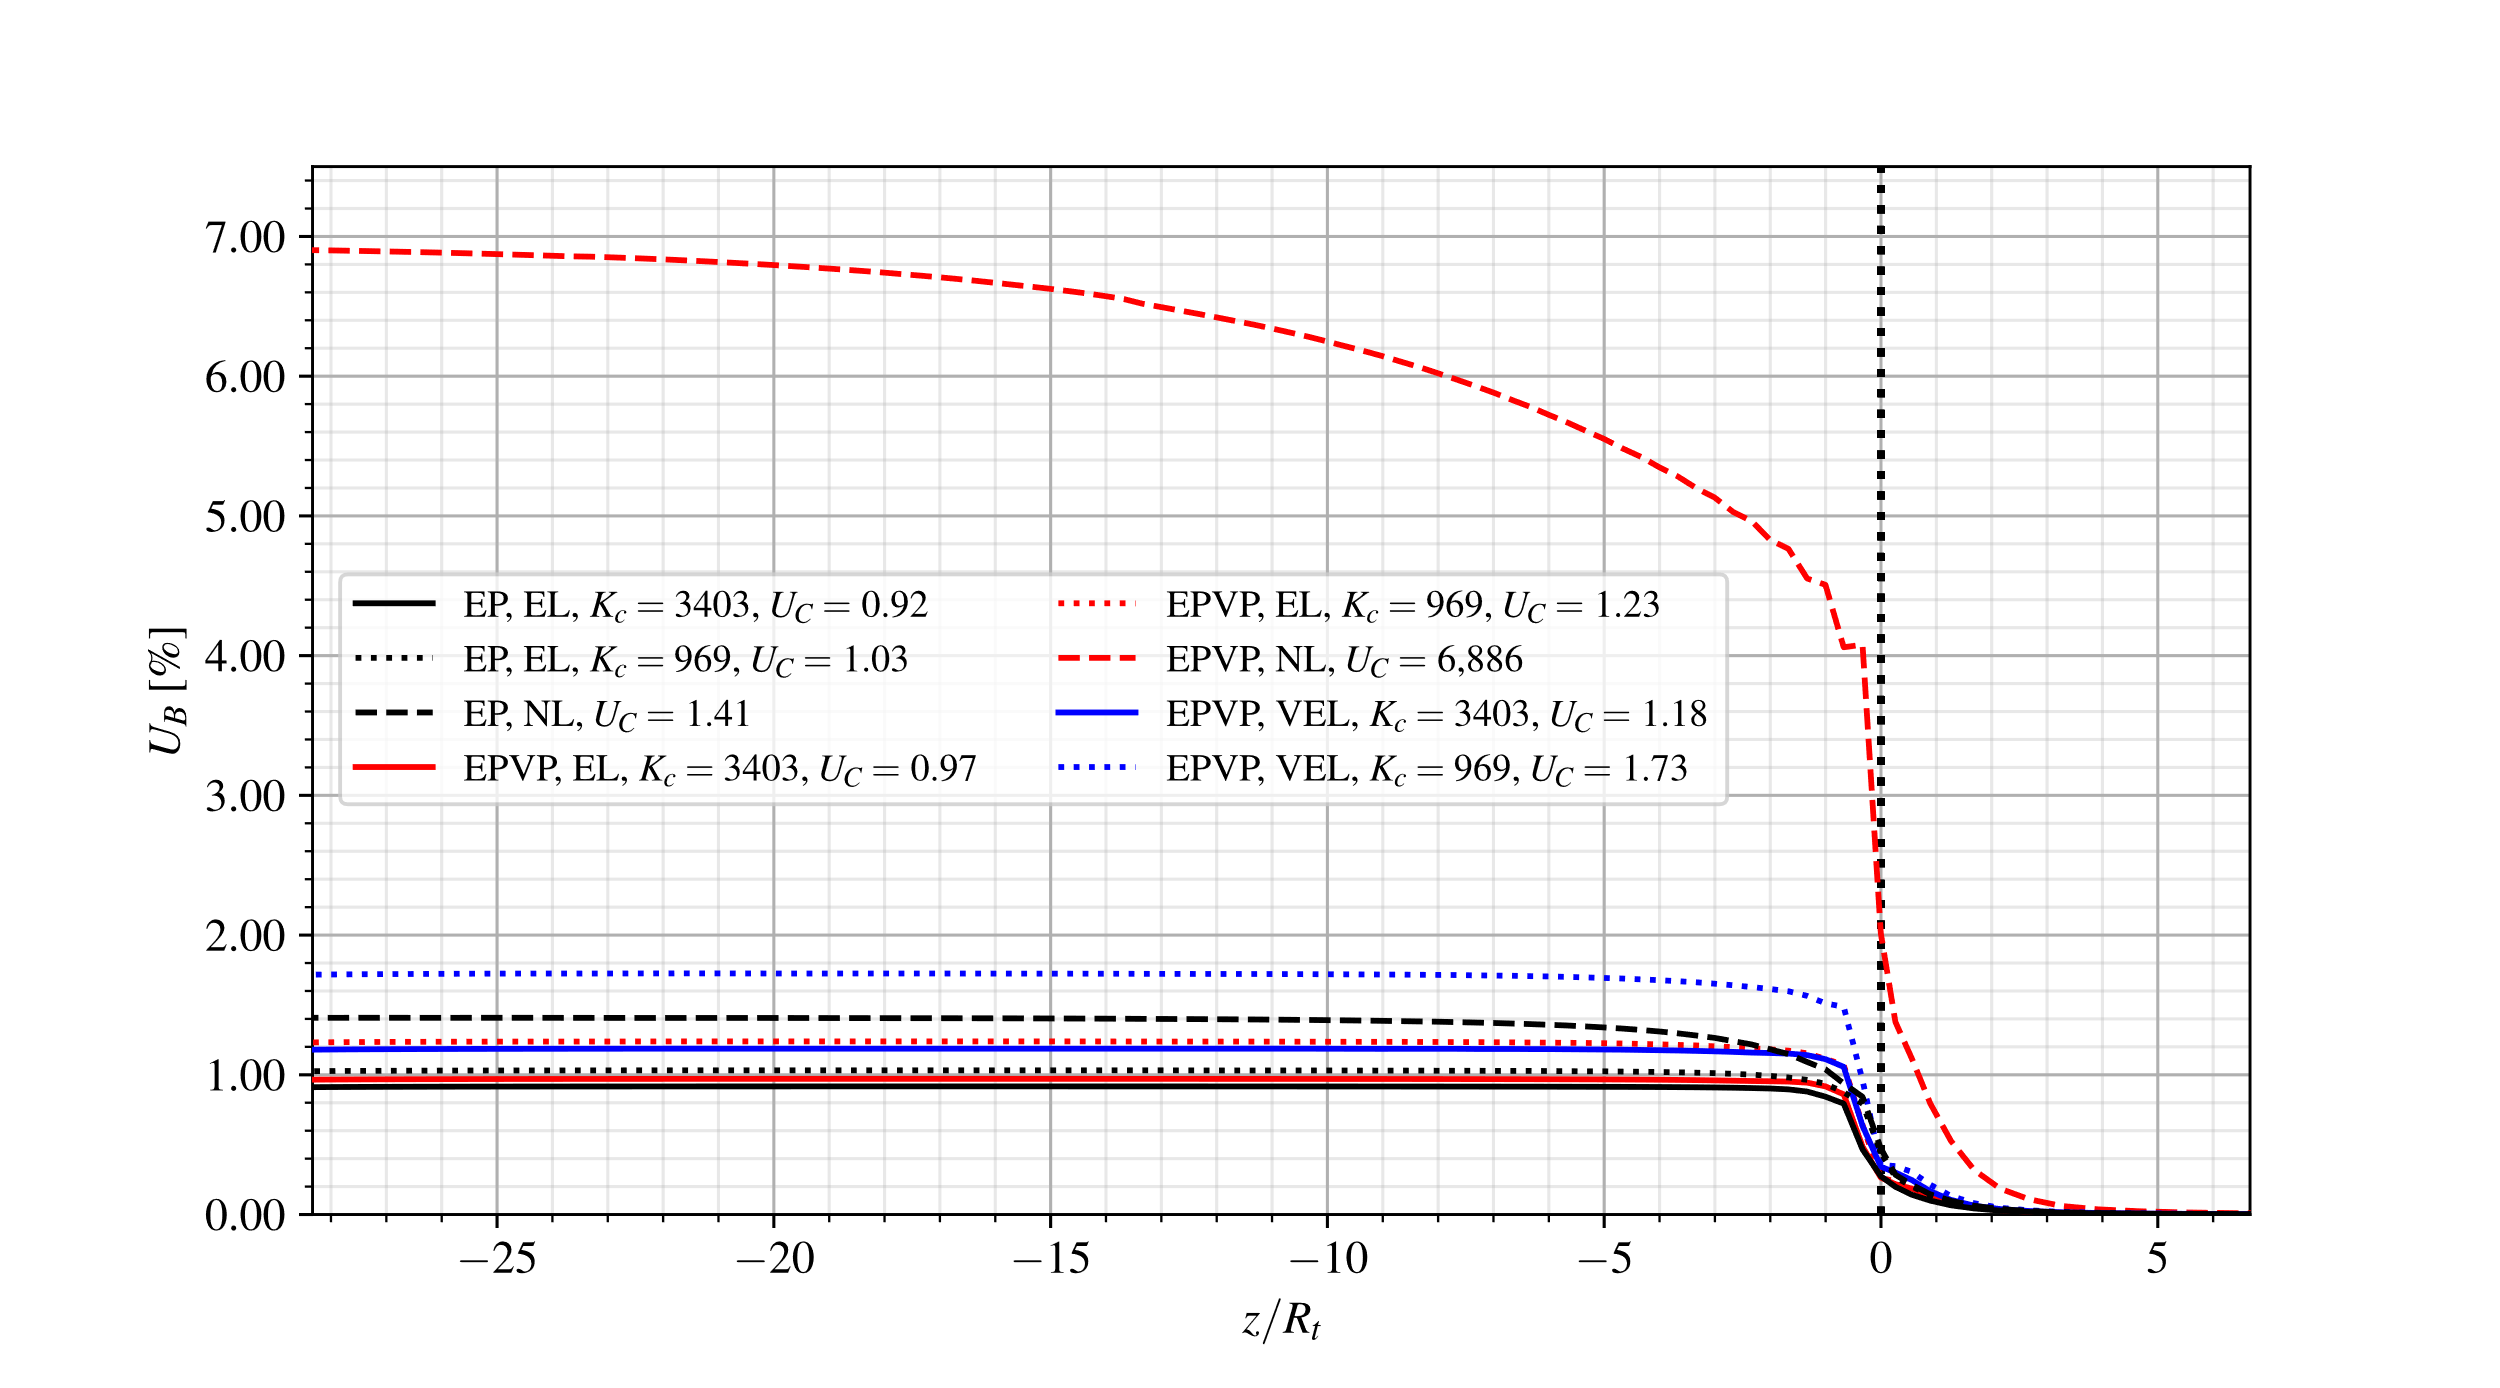 7.00
6.00
5.00
4.00
3.00
2.00
1.00
0.00
U_B [%]
EP, EL, K_c = 3403, U_C = 0.92
EP, EL, K_c = 969, U_C = 1.03
EP, NL, U_C = 1.41
EPVP, EL, K_c = 3403, U_C = 0.97
EPVP, EL, K_c = 969, U_C = 1.23
EPVP, NL, U_C = 6,886
EPVP, VEL, K_c = 3403, U_C = 1.18
EPVP, VEL, K_c = 969, U_C = 1.73
−25 −20 −15 −10 −5 0 5
z/R_t